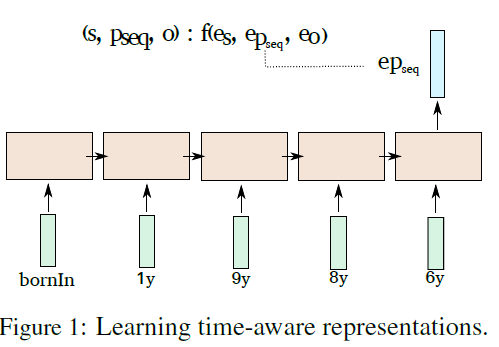 (s, pseq, o) : f(es, epseq, eo)
epseq
bornIn 1y 9y 8y 6y
Figure 1: Learning time-aware representations.